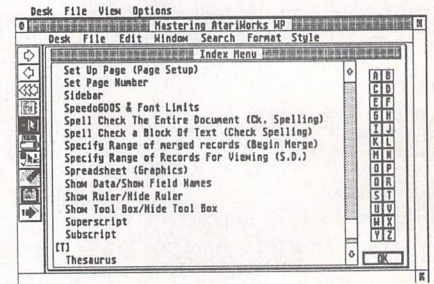 Desk File View Options
Mastering AtariWorks WP
Desk File Edit Window Search Format Style
Index Menu
Set Up Page (Page Setup)
Set Page Number
Sidebar
SpeedoGDOS & Font Limits
Spell Check The Entire Document (Ck. Spelling)
Spell Check a Block Of Text (Check Spelling)
Specify Range of merged records (Begin Merge)
Specify Range of Records For Viewing (S.D.)
Spreadsheet (Graphics)
Show Data/Show Field Names
Show Ruler/Hide Ruler
Show Tool Box/Hide Tool Box
Superscript
Subscript
[T]
Thesaurus
A B
C D
E F
G H
I J
K L
M N
O P
Q R
S T
U V
W X
Y Z
OK